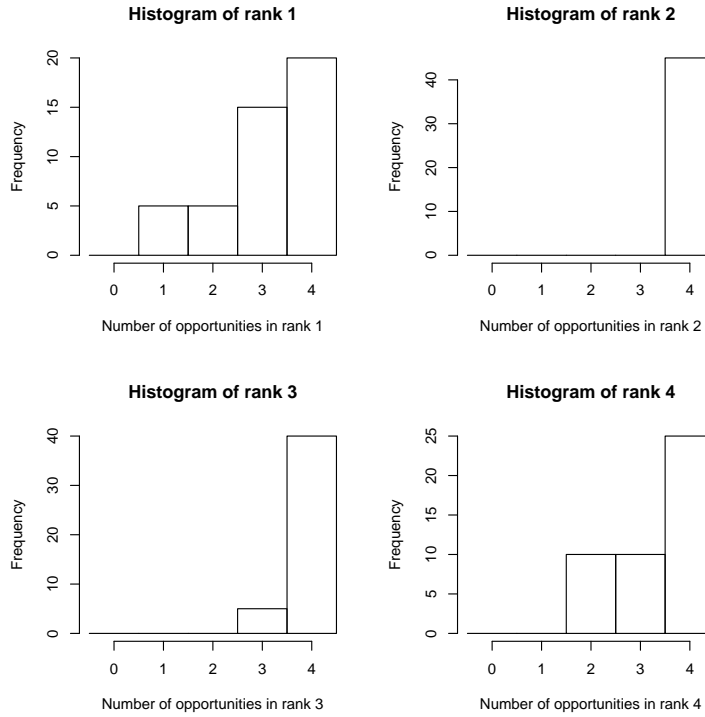 Histogram of rank 1
Frequency
0 5 10 15 20
0 1 2 3 4
Number of opportunities in rank 1
Histogram of rank 2
Frequency
0 10 20 30 40
0 1 2 3 4
Number of opportunities in rank 2
Histogram of rank 3
Frequency
0 10 20 30 40
0 1 2 3 4
Number of opportunities in rank 3
Histogram of rank 4
Frequency
0 5 10 15 20 25
0 1 2 3 4
Number of opportunities in rank 4